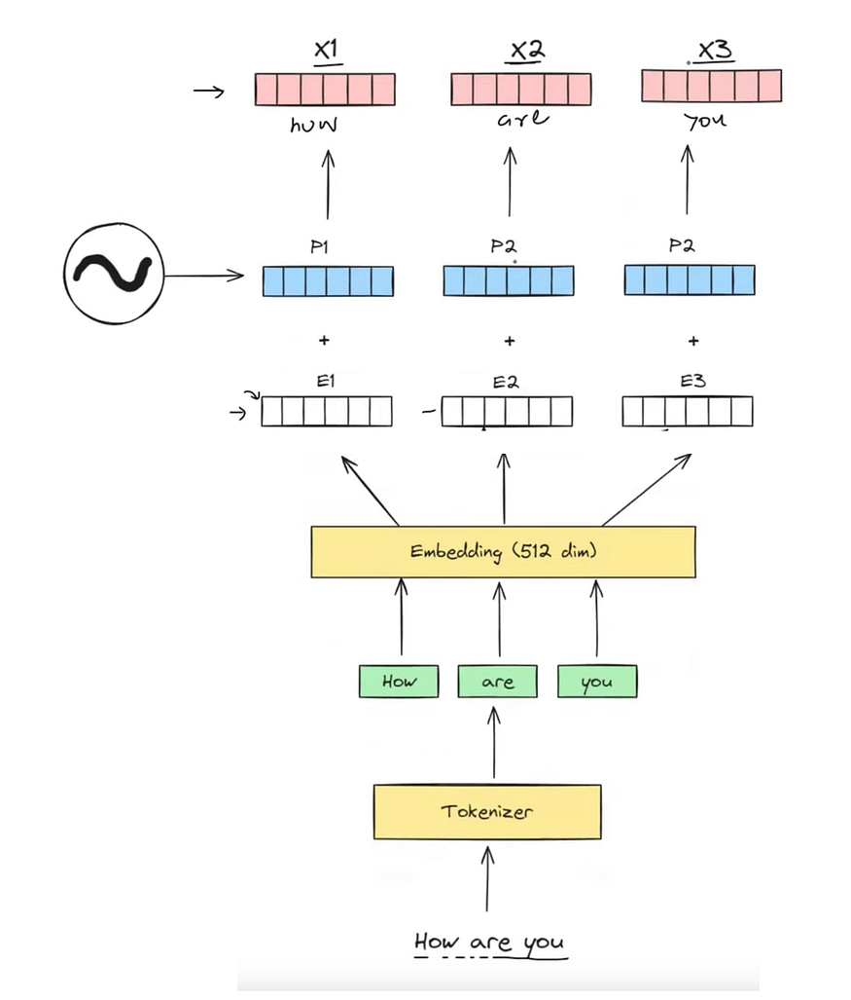 X1 X2 X3
how are you
P1 P2 P2
+ + +
E1 E2 E3
Embedding (512 dim)
How are you
Tokenizer
How are you